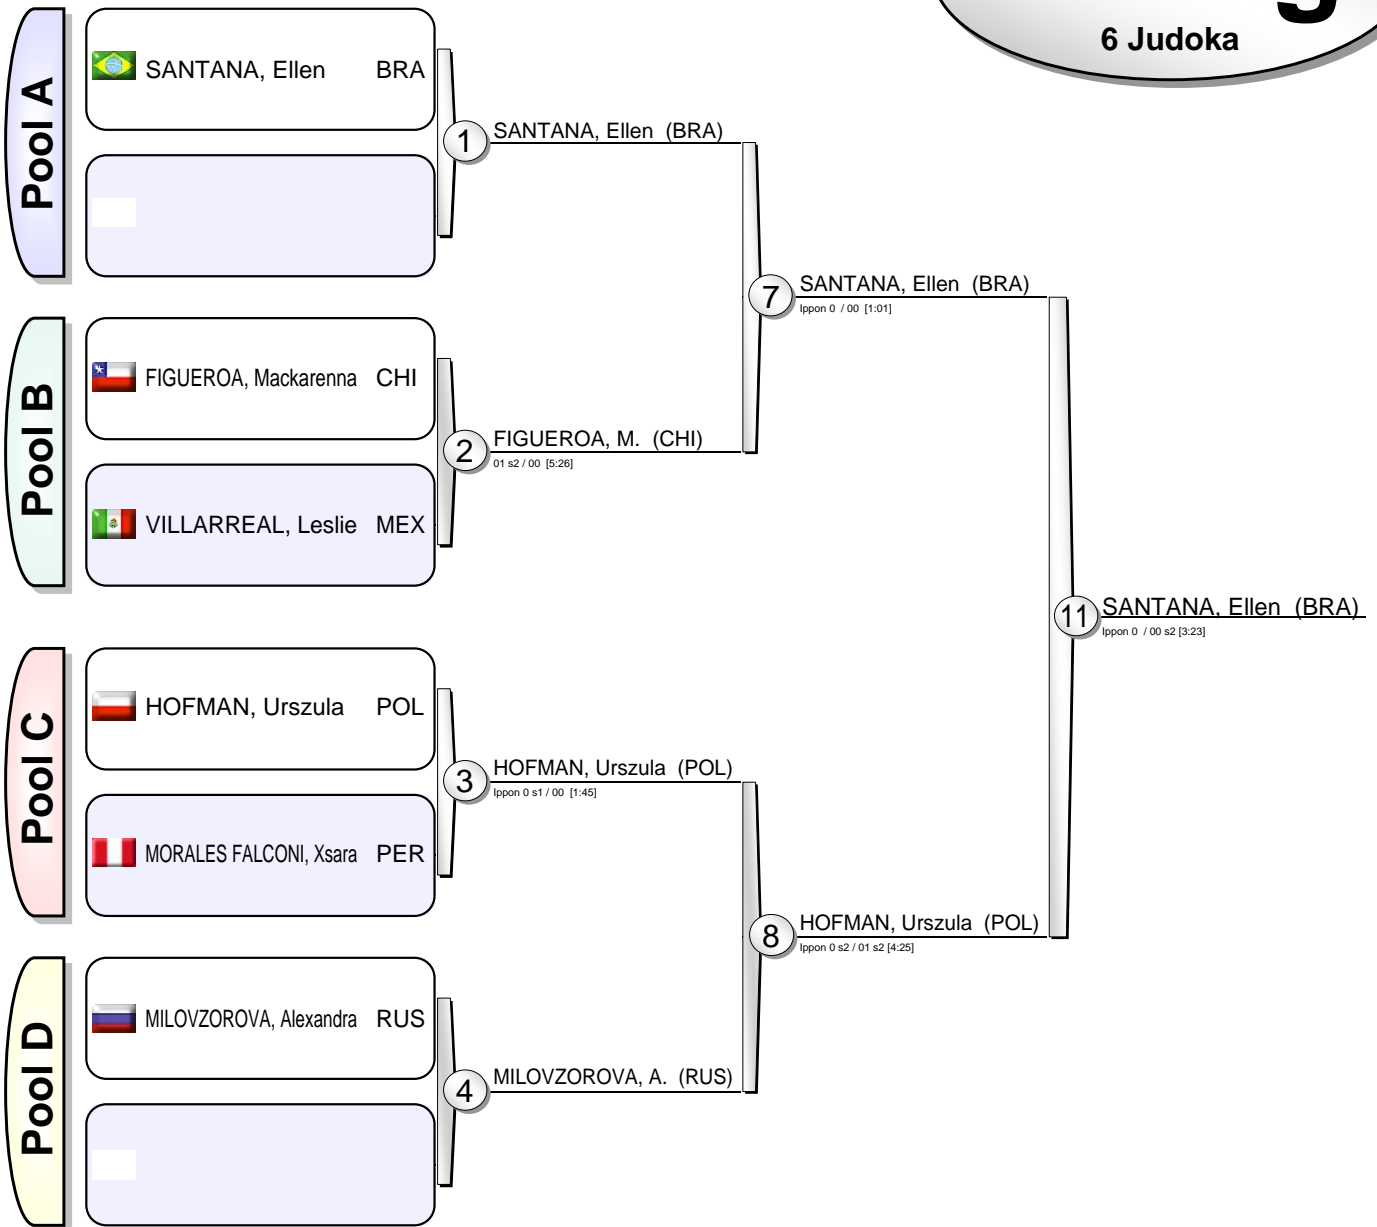 6 Judoka
Pool A
SANTANA, Ellen BRA
1
SANTANA, Ellen (BRA)
7
SANTANA, Ellen (BRA)
Ippon 0 / 00 [1:01]
Pool B
FIGUEROA, Mackarenna CHI
2
FIGUEROA, M. (CHI)
01 s2 / 00 [5:26]
VILLARREAL, Leslie MEX
11
SANTANA, Ellen (BRA)
Ippon 0 / 00 s2 [3:23]
Pool C
HOFMAN, Urszula POL
3
HOFMAN, Urszula (POL)
Ippon 0 s1 / 00 [1:45]
MORALES FALCONI, Xsara PER
8
HOFMAN, Urszula (POL)
Ippon 0 s2 / 01 s2 [4:25]
Pool D
MILOVZOROVA, Alexandra RUS
4
MILOVZOROVA, A. (RUS)